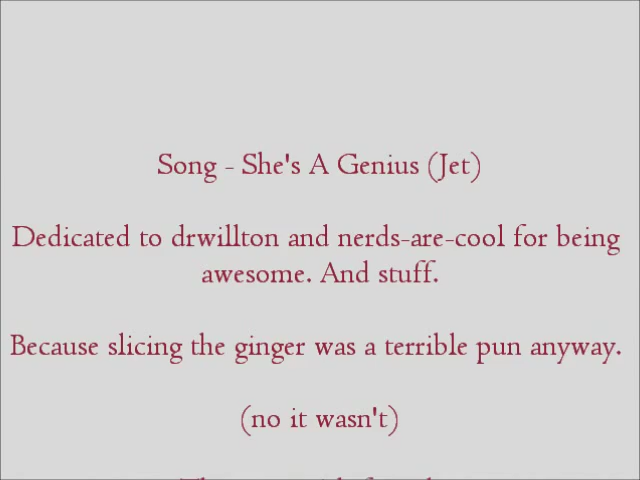 Song - She's A Genius (Jet)
Dedicated to drwillton and nerds-are-cool for being
awesome. And stuff.
Because slicing the ginger was a terrible pun anyway.
(no it wasn't)